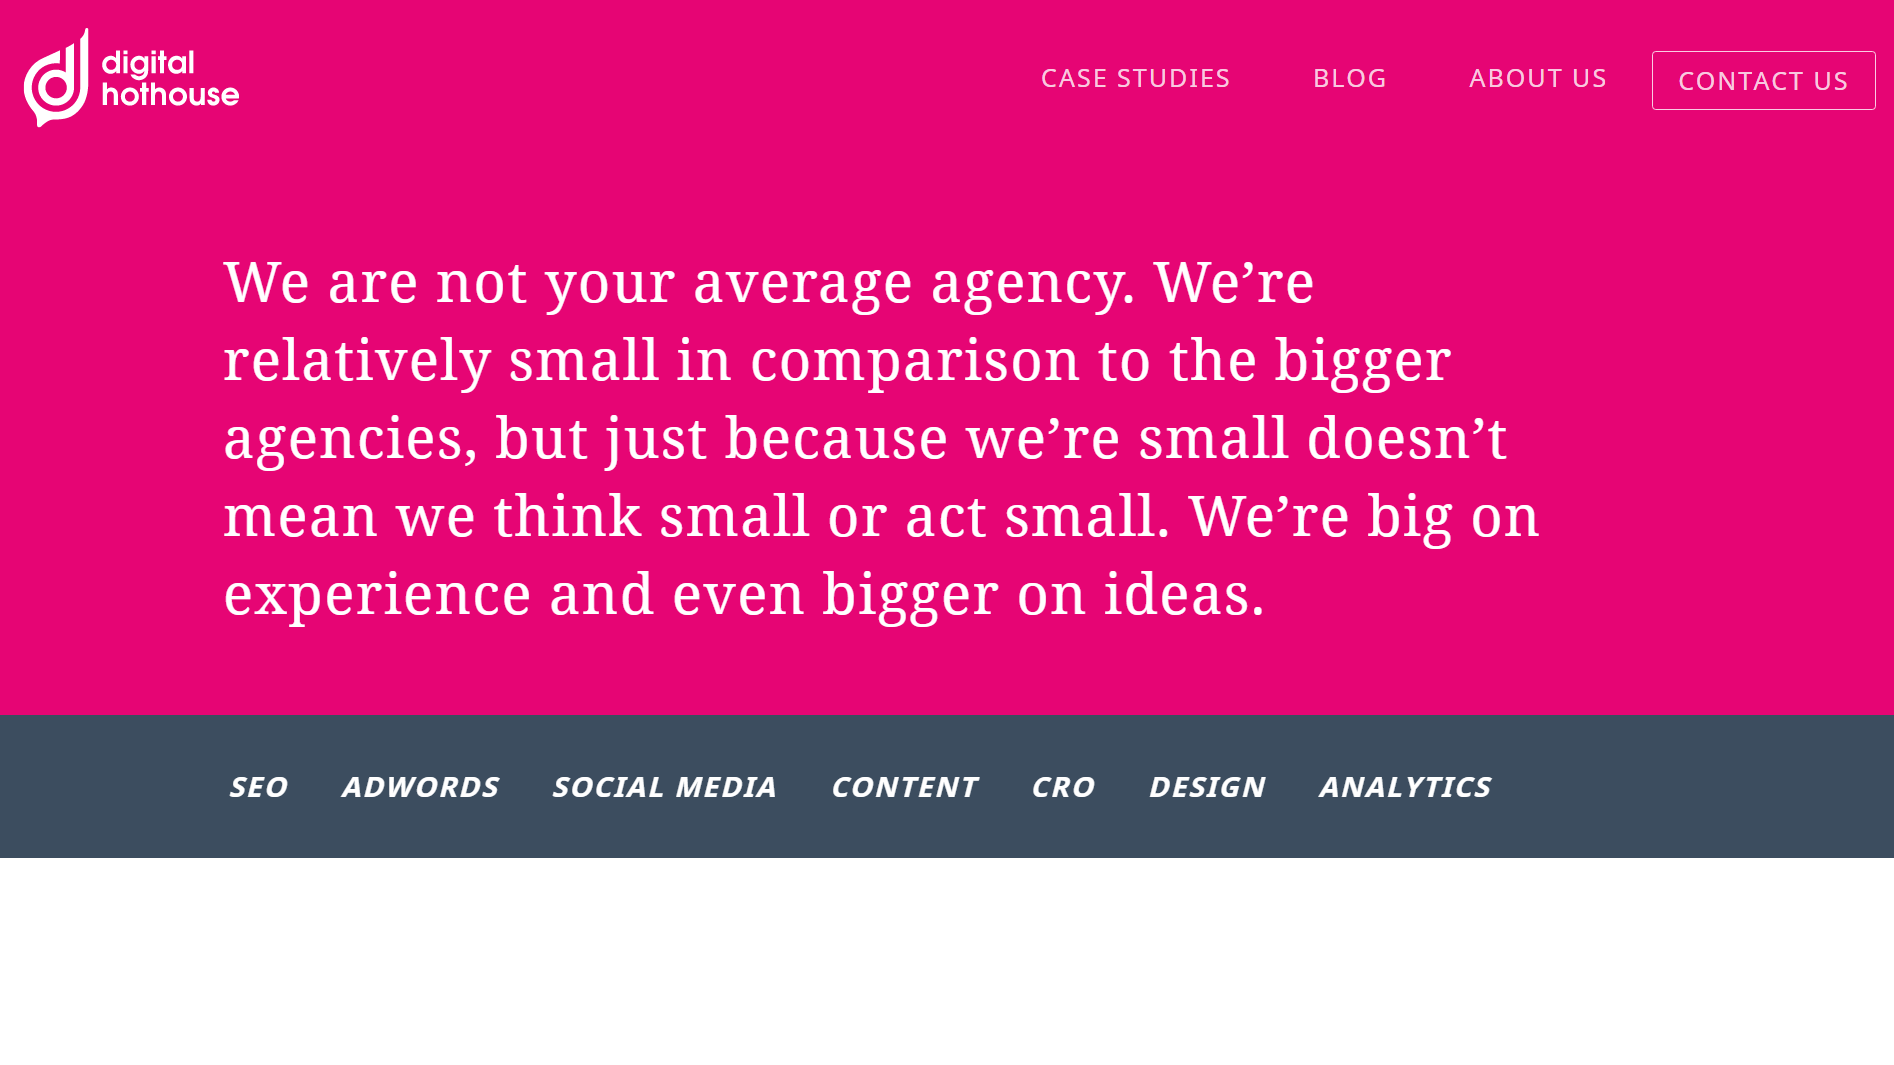 digital
hothouse
CASE STUDIES
BLOG
ABOUT US
CONTACT US
We are not your average agency. We’re
relatively small in comparison to the bigger
agencies, but just because we’re small doesn’t
mean we think small or act small. We’re big on
experience and even bigger on ideas.
SEO
ADWORDS
SOCIAL MEDIA
CONTENT
CRO
DESIGN
ANALYTICS